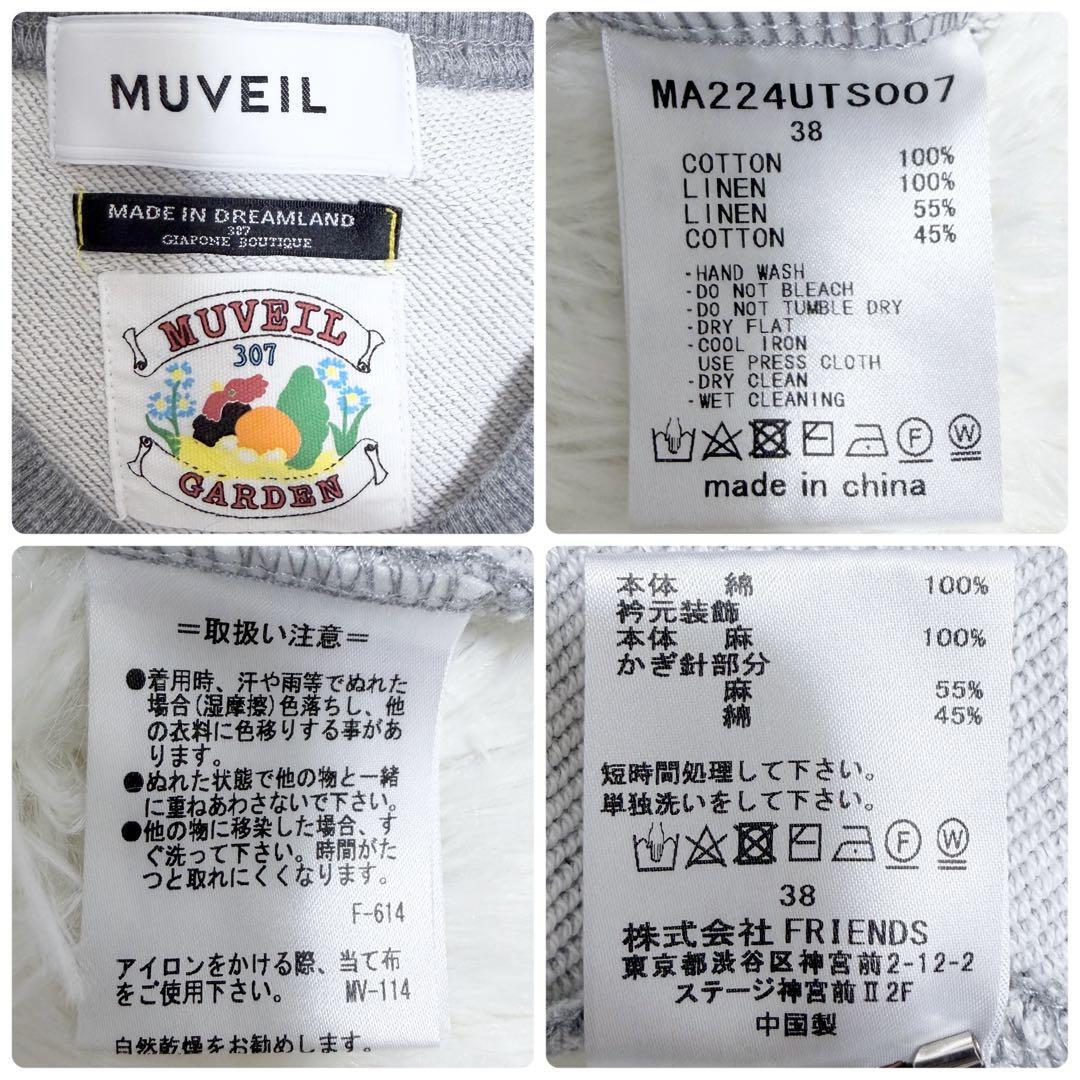 MUVEIL
MADE IN DREAMLAND
307
GIAPONE BOUTIQUE
MUVEIL
307
GARDEN
MA224UTS007
38
COTTON 100%
LINEN 100%
LINEN 55%
COTTON 45%
-HAND WASH
-DO NOT BLEACH
-DO NOT TUMBLE DRY
-DRY FLAT
-COOL IRON
USE PRESS CLOTH
-DRY CLEAN
-WET CLEANING
F W
made in china
=取扱い注意=
●着用時、汗や雨等でぬれた
場合(湿摩擦)色落ちし、他
の衣料に色移りする事があ
ります。
●ぬれた状態で他の物と一緒
に重ねあわさないで下さい。
●他の物に移染した場合、す
ぐ洗って下さい。時間がた
つと取れにくくなります。
F-614
アイロンをかける際、当て布
をご使用下さい。 MV-114
自然乾燥をお勧めします。
本体 綿 100%
衿元装飾
本体 麻 100%
かぎ針部分
麻 55%
綿 45%
短時間処理して下さい。
単独洗いをして下さい。
F W
38
株式会社 FRIENDS
東京都渋谷区神宮前2-12-2
ステージ神宮前Ⅱ2F
中国製